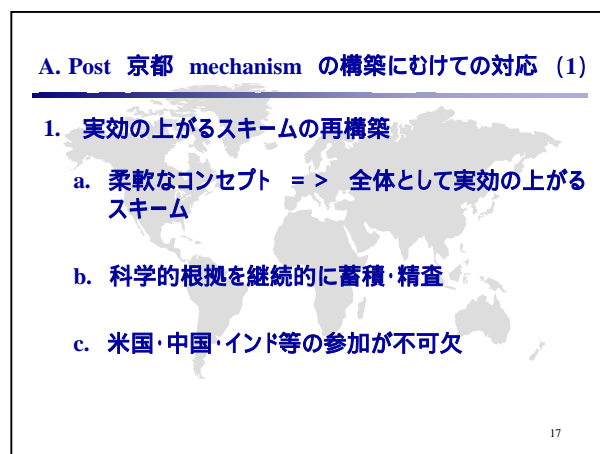 A. Post 京都 mechanism の構築にむけての対応 (1)
1. 実効の上がるスキームの再構築
a. 柔軟なコンセプト => 全体として実効の上がる
スキーム
b. 科学的根拠を継続的に蓄積･精査
c. 米国･中国･インド等の参加が不可欠
17